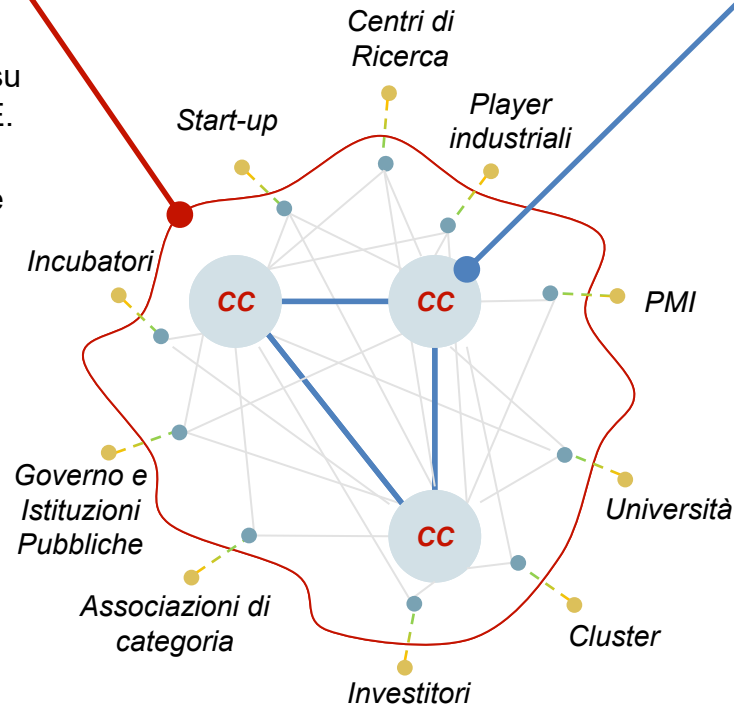 Centri di
Ricerca
su
E.
Player
industriali
Start-up
e
Incubatori
CC
CC
PMI
Governo e
Istituzioni
Pubbliche
Università
CC
Associazioni di
categoria
Cluster
Investitori